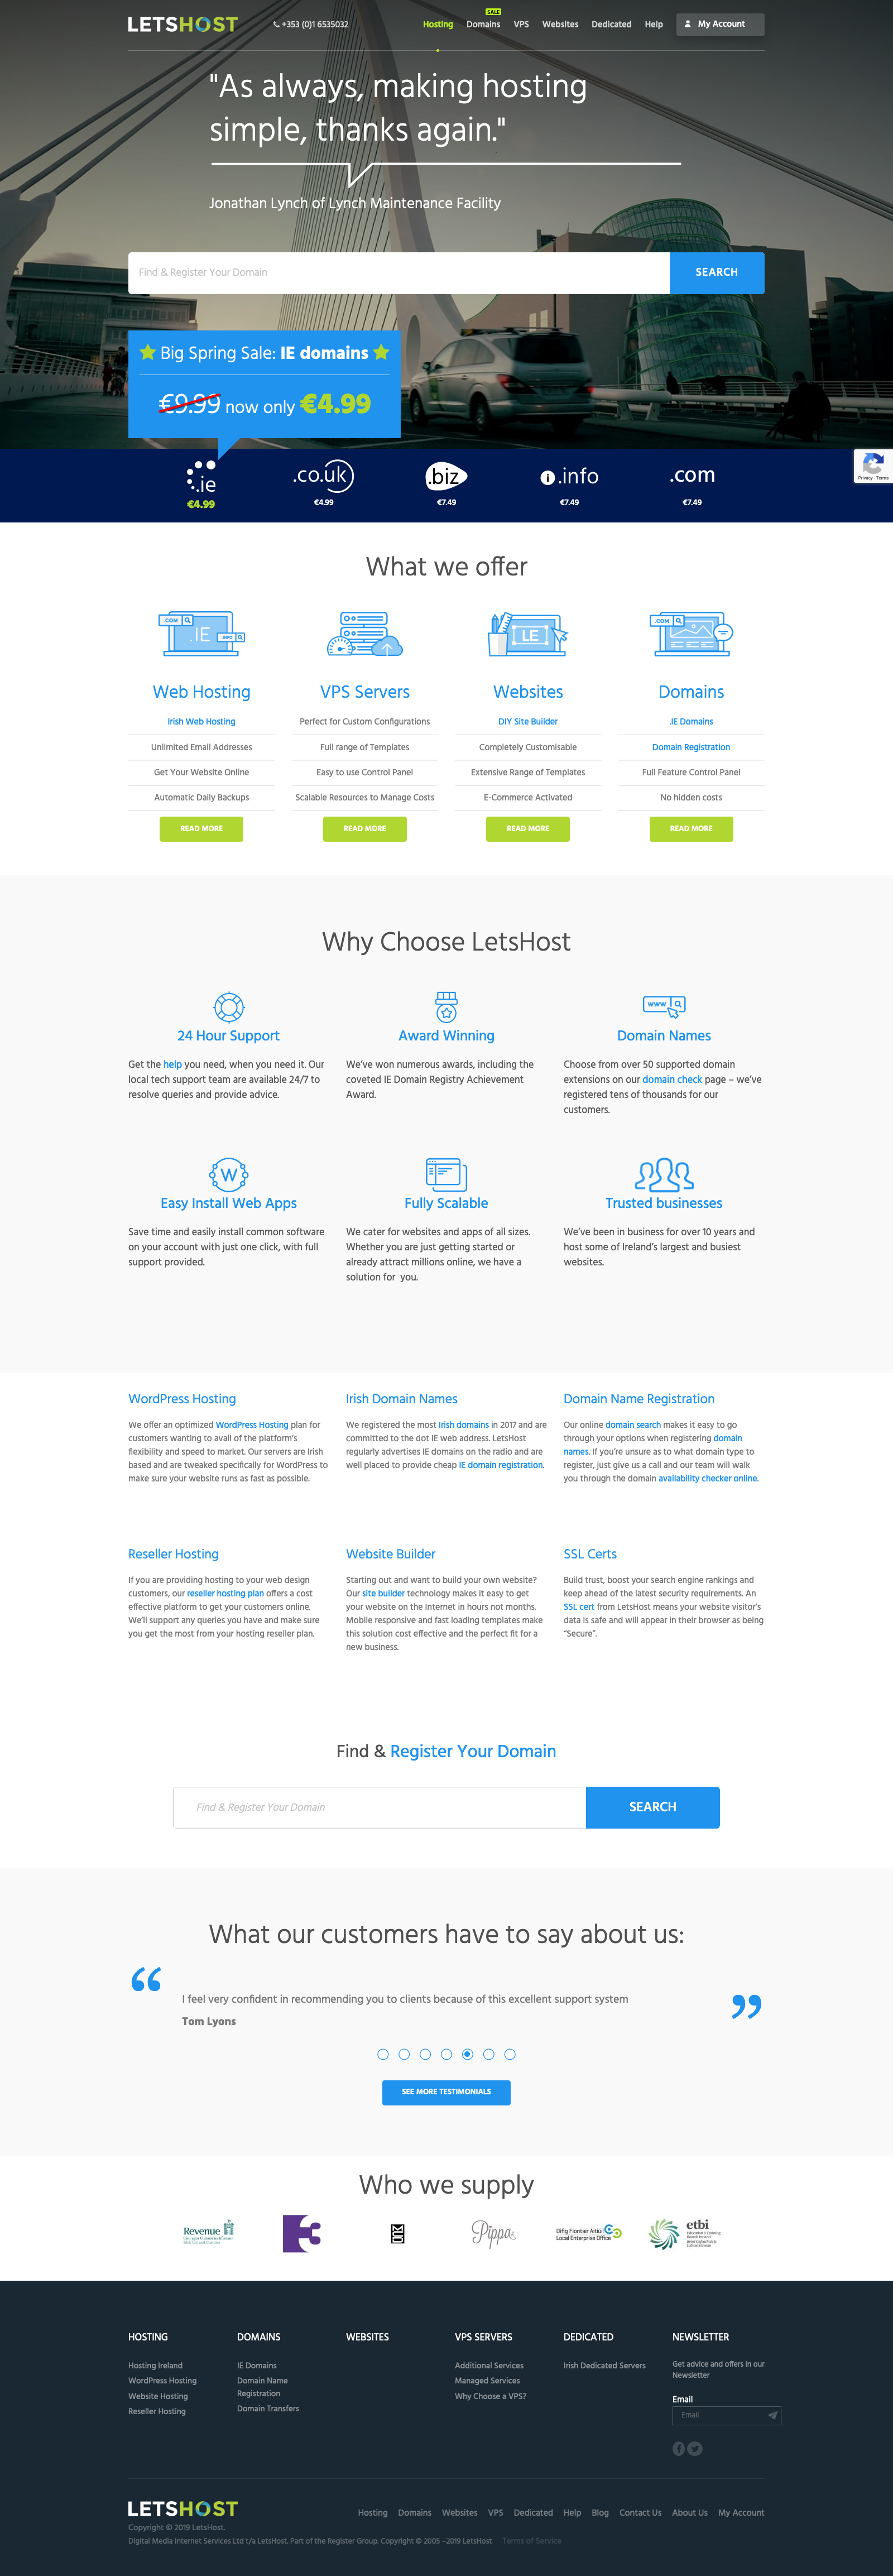 LETSHOST
+353 (0)1 6535032
SALE
Hosting Domains VPS Websites Dedicated Help My Account
"As always, making hosting
simple, thanks again."
Jonathan Lynch of Lynch Maintenance Facility
Find & Register Your Domain SEARCH
Big Spring Sale: IE domains
€9.99 now only €4.99
.ie .co.uk .biz i .info .com
€4.99 €4.99 €7.49 €7.49 €7.49
Privacy - Terms
What we offer
.COM .IE .INFO LE .COM
Web Hosting VPS Servers Websites Domains
Irish Web Hosting Perfect for Custom Configurations DIY Site Builder .IE Domains
Unlimited Email Addresses Full range of Templates Completely Customisable Domain Registration
Get Your Website Online Easy to use Control Panel Extensive Range of Templates Full Feature Control Panel
Automatic Daily Backups Scalable Resources to Manage Costs E-Commerce Activated No hidden costs
READ MORE READ MORE READ MORE READ MORE
Why Choose LetsHost
www
24 Hour Support
Get the help you need, when you need it. Our
local tech support team are available 24/7 to
resolve queries and provide advice.
Award Winning
We've won numerous awards, including the
coveted IE Domain Registry Achievement
Award.
Domain Names
Choose from over 50 supported domain
extensions on our domain check page – we've
registered tens of thousands for our
customers.
W
Easy Install Web Apps
Save time and easily install common software
on your account with just one click, with full
support provided.
Fully Scalable
We cater for websites and apps of all sizes.
Whether you are just getting started or
already attract millions online, we have a
solution for you.
Trusted businesses
We've been in business for over 10 years and
host some of Ireland's largest and busiest
websites.
WordPress Hosting
We offer an optimized WordPress Hosting plan for
customers wanting to avail of the platform's
flexibility and speed to market. Our servers are Irish
based and are tweaked specifically for WordPress to
make sure your website runs as fast as possible.
Irish Domain Names
We registered the most Irish domains in 2017 and are
committed to the dot IE web address. LetsHost
regularly advertises IE domains on the radio and are
well placed to provide cheap IE domain registration.
Domain Name Registration
Our online domain search makes it easy to go
through your options when registering domain
names. If you're unsure as to what domain type to
register, just give us a call and our team will walk
you through the domain availability checker online.
Reseller Hosting
If you are providing hosting to your web design
customers, our reseller hosting plan offers a cost
effective platform to get your customers online.
We'll support any queries you have and make sure
you get the most from your hosting reseller plan.
Website Builder
Starting out and want to build your own website?
Our site builder technology makes it easy to get
your website on the Internet in hours not months.
Mobile responsive and fast loading templates make
this solution cost effective and the perfect fit for a
new business.
SSL Certs
Build trust, boost your search engine rankings and
keep ahead of the latest security requirements. An
SSL cert from LetsHost means your website visitor's
data is safe and will appear in their browser as being
"Secure".
Find & Register Your Domain
Find & Register Your Domain SEARCH
What our customers have to say about us:
“
I feel very confident in recommending you to clients because of this excellent support system
”
Tom Lyons
SEE MORE TESTIMONIALS
Who we supply
Revenue
Pippa
Oifig Fiontair Áitiúil
Local Enterprise Office
etbi
HOSTING
Hosting Ireland
WordPress Hosting
Website Hosting
Reseller Hosting
DOMAINS
IE Domains
Domain Name
Registration
Domain Transfers
WEBSITES
VPS SERVERS
Additional Services
Managed Services
Why Choose a VPS?
DEDICATED
Irish Dedicated Servers
NEWSLETTER
Get advice and offers in our
Newsletter
Email
Email
LETSHOST
Hosting Domains Websites VPS Dedicated Help Blog Contact Us About Us My Account
Copyright © 2019 LetsHost.
Digital Media Internet Services Ltd t/a LetsHost. Part of the Register Group. Copyright © 2005 –2019 LetsHost Terms of Service